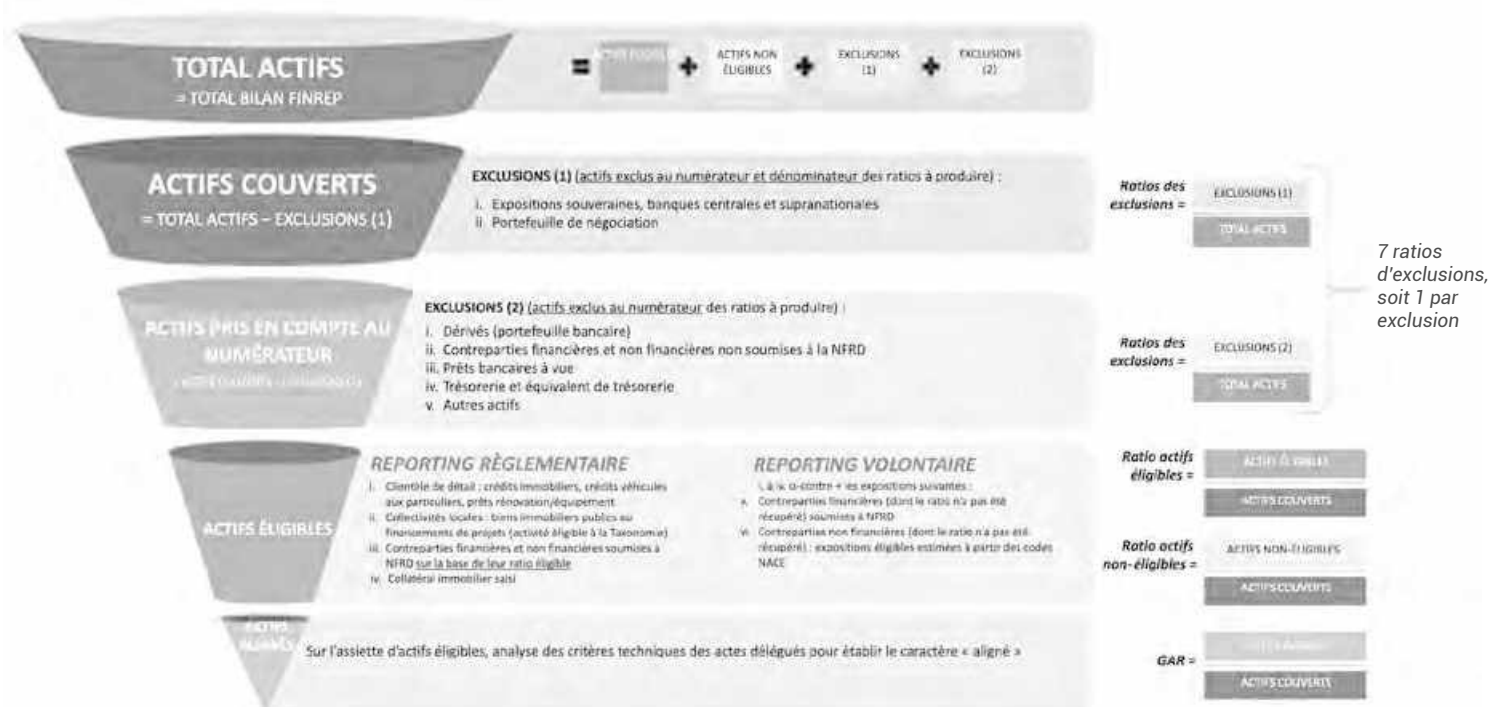 TOTAL ACTIFS
= TOTAL BILAN FINREP
=
+
ACTIFS NON
ÉLIGIBLES
+
EXCLUSIONS
(1)
+
EXCLUSIONS
(2)
ACTIFS COUVERTS
= TOTAL ACTIFS – EXCLUSIONS (1)
EXCLUSIONS (1) (actifs exclus au numérateur et dénominateur des ratios à produire) :
i. Expositions souveraines, banques centrales et supranationales
ii Portefeuille de négociation
Ratios des
exclusions =
EXCLUSIONS (1)
TOTAL ACTIFS
7 ratios
d'exclusions,
soit 1 par
exclusion
ACTIFS PRIS EN COMPTE AU
NUMÉRATEUR
EXCLUSIONS (2) (actifs exclus au numérateur des ratios à produire) :
i. Dérivés (portefeuille bancaire)
ii. Contreparties financières et non financières non soumises à la NFRD
iii. Prêts bancaires à vue
iv. Trésorerie et équivalent de trésorerie
v. Autres actifs
Ratios des
exclusions =
EXCLUSIONS (2)
TOTAL ACTIFS
ACTIFS ÉLIGIBLES
REPORTING RÈGLEMENTAIRE
i. Clientèle de détail : crédits immobiliers, crédits véhicules
aux particuliers, prêts rénovation/équipement
ii. Collectivités locales : biens immobiliers publics ou
financements de projets (activité éligible à la Taxonomie)
iii. Contreparties financières et non financières soumises à
NFRD sur la base de leur ratio éligible
iv. Collatéral immobilier saisi
REPORTING VOLONTAIRE
ci-contre + les expositions suivantes :
v. Contreparties financières (dont le ratio n'a pas été
récupéré) soumises à NFRD
vi. Contreparties non financières (dont le ratio n'a pas été
récupéré) : expositions éligibles estimées à partir des codes
NACE
Ratio actifs
éligibles =
ACTIFS ÉLIGIBLES
ACTIFS COUVERTS
Ratio actifs
non-éligibles =
ACTIFS NON-ÉLIGIBLES
ACTIFS COUVERTS
ACTIFS
Sur l'assiette d'actifs éligibles, analyse des critères techniques des actes délégués pour établir le caractère « aligné »
GAR =
ACTIFS COUVERTS